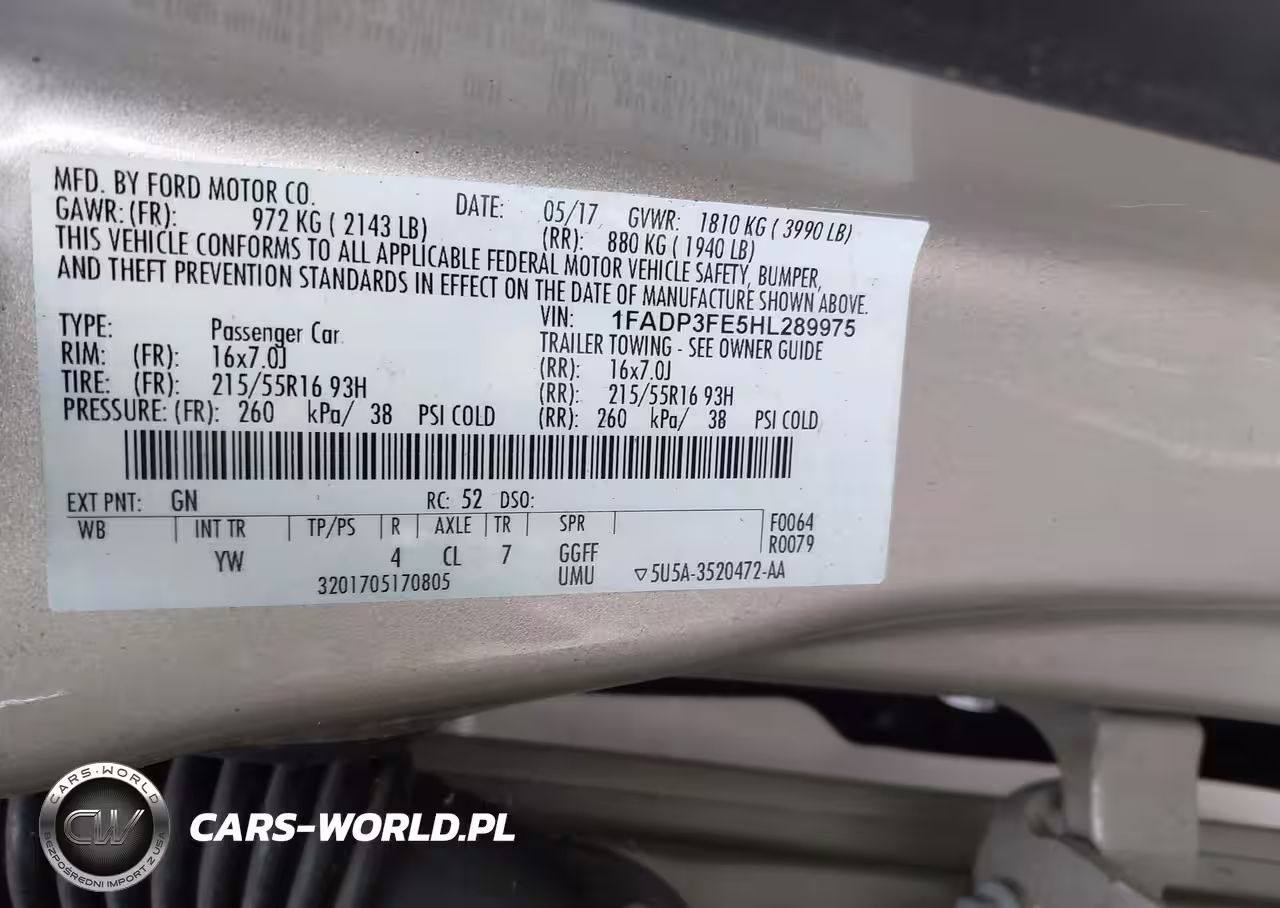 MFD. BY FORD MOTOR CO. DATE: 05/17 GVWR: 1810 KG ( 3990 LB)
GAWR: (FR): 972 KG ( 2143 LB) (RR): 880 KG ( 1940 LB)
THIS VEHICLE CONFORMS TO ALL APPLICABLE FEDERAL MOTOR VEHICLE SAFETY, BUMPER,
AND THEFT PREVENTION STANDARDS IN EFFECT ON THE DATE OF MANUFACTURE SHOWN ABOVE.
VIN: 1FADP3FE5HL289975
TYPE: Passenger Car TRAILER TOWING - SEE OWNER GUIDE
RIM: (FR): 16x7.0J (RR): 16x7.0J
TIRE: (FR): 215/55R16 93H (RR): 215/55R16 93H
PRESSURE: (FR): 260 kPa/ 38 PSI COLD (RR): 260 kPa/ 38 PSI COLD
EXT PNT: GN RC: 52 DSO:
WB INT TR TP/PS R AXLE TR SPR F0064
YW 4 CL 7 GGFF R0079
3201705170805 UMU ▽5U5A-3520472-AA
CARS-WORLD
CW
BEZPOŚREDNI IMPORT Z USA
CARS-WORLD.PL